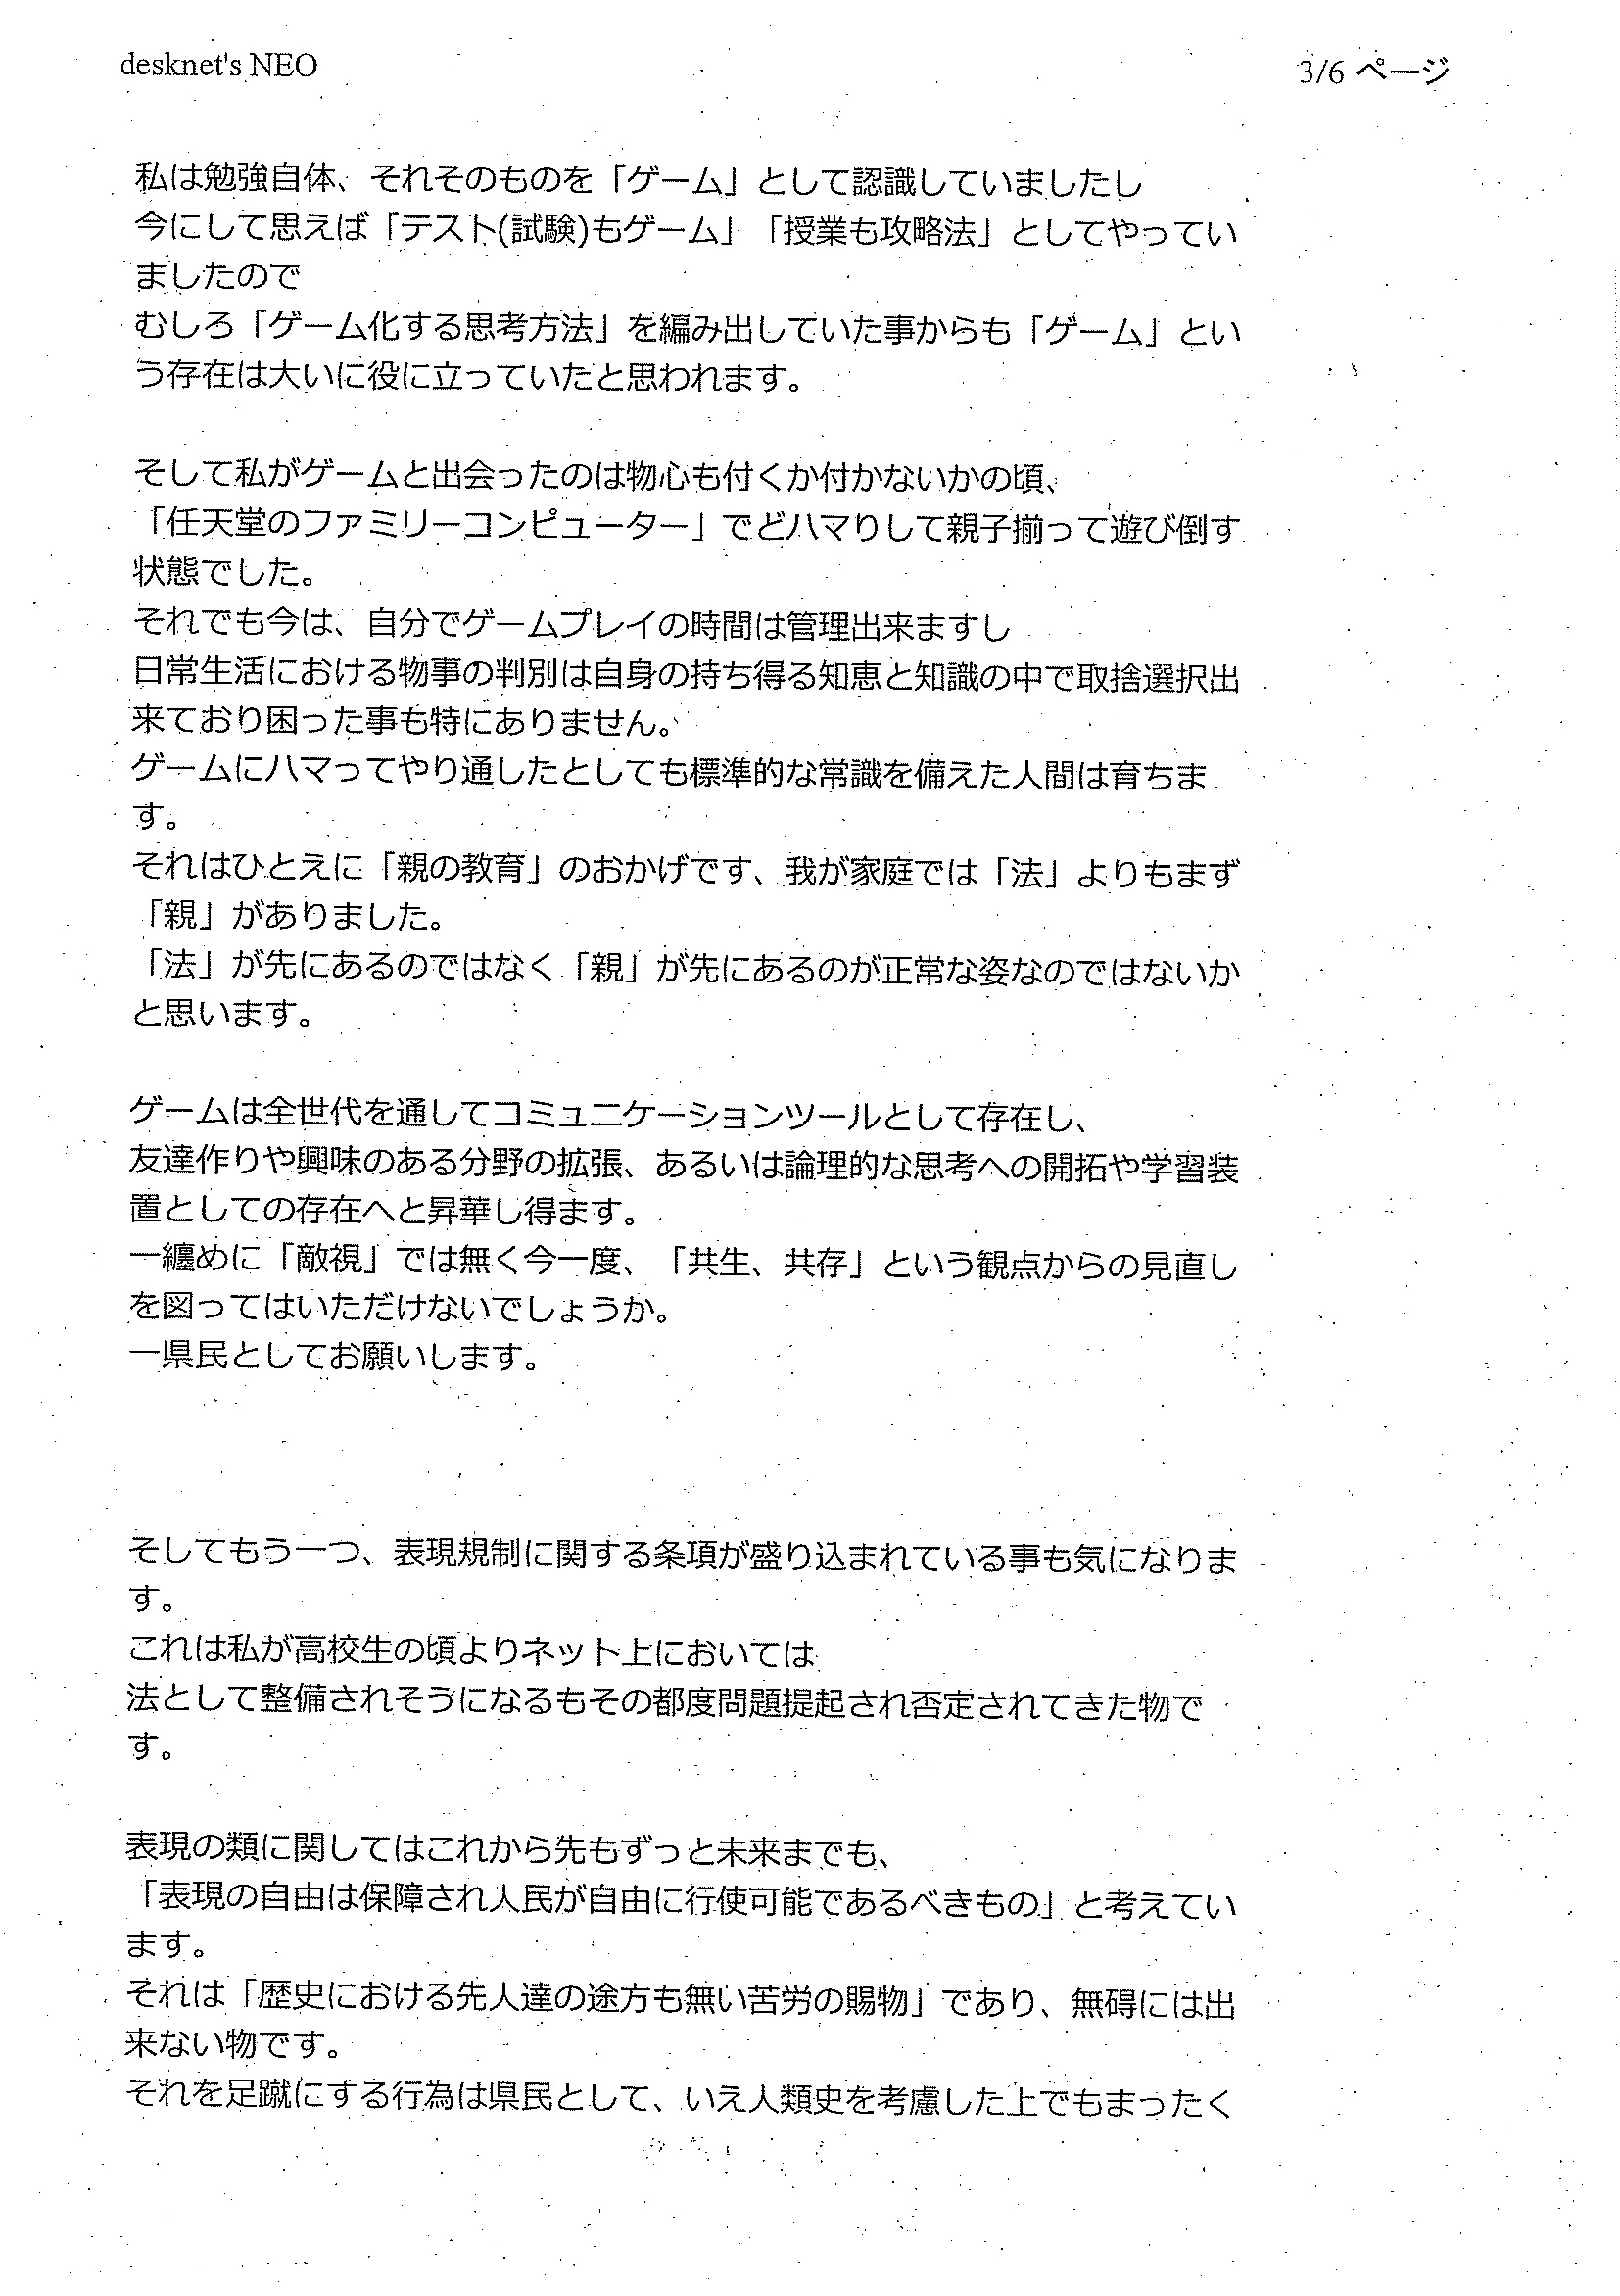 desknet's NEO
3/6 ページ
私は勉強自体、それそのものを「ゲーム」として認識していましたし
今にして思えば「テスト(試験)もゲーム」「授業も攻略法」としてやってい
ましたので
むしろ「ゲーム化する思考方法」を編み出していた事からも「ゲーム」とい
う存在は大いに役に立っていたと思われます。
そして私がゲームと出会ったのは物心も付くか付かないかの頃、
「任天堂のファミリーコンピューター」でどハマりして親子揃って遊び倒す
状態でした。
それでも今は、自分でゲームプレイの時間は管理出来ますし
日常生活における物事の判別は自身の持ち得る知恵と知識の中で取捨選択出
来ており困った事も特にありません。
ゲームにハマってやり通したとしても標準的な常識を備えた人間は育ちま
す。
それはひとえに「親の教育」のおかげです、我が家庭では「法」よりもまず
「親」がありました。
「法」が先にあるのではなく「親」が先にあるのが正常な姿なのではないか
と思います。
ゲームは全世代を通してコミュニケーションツールとして存在し、
友達作りや興味のある分野の拡張、あるいは論理的な思考への開拓や学習装
置としての存在へと昇華し得ます。
一纏めに「敵視」では無く今一度、「共生、共存」という観点からの見直し
を図ってはいただけないでしょうか。
一県民としてお願いします。
そしてもう一つ、表現規制に関する条項が盛り込まれている事も気になりま
す。
これは私が高校生の頃よりネット上においては
法として整備されそうになるもその都度問題提起され否定されてきた物で
す。
表現の類に関してはこれから先もずっと未来までも、
「表現の自由は保障され人民が自由に行使可能であるべきもの」と考えてい
ます。
それは「歴史における先人達の途方も無い苦労の賜物」であり、無碍には出
来ない物です。
それを足蹴にする行為は県民として、いえ人類史を考慮した上でもまったく